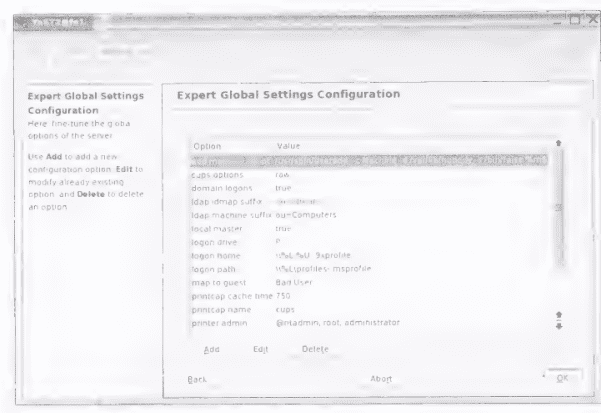 Expert Global Settings
Configuration
Here, fine-tune the global
options of the server.
Use Add to add a new
configuration option, Edit to
modify already existing
option, and Delete to delete
an option.
Expert Global Settings Configuration
Option Value
cups options raw
domain logons true
ldap idmap suffix
ldap machine suffix ou=Computers
local master true
logon drive P:
logon home
logon path
map to guest Bad User
printcap cache time 750
printcap name cups
printer admin @ntadmin, root, administrator
Add Edit Delete
Back Abort OK